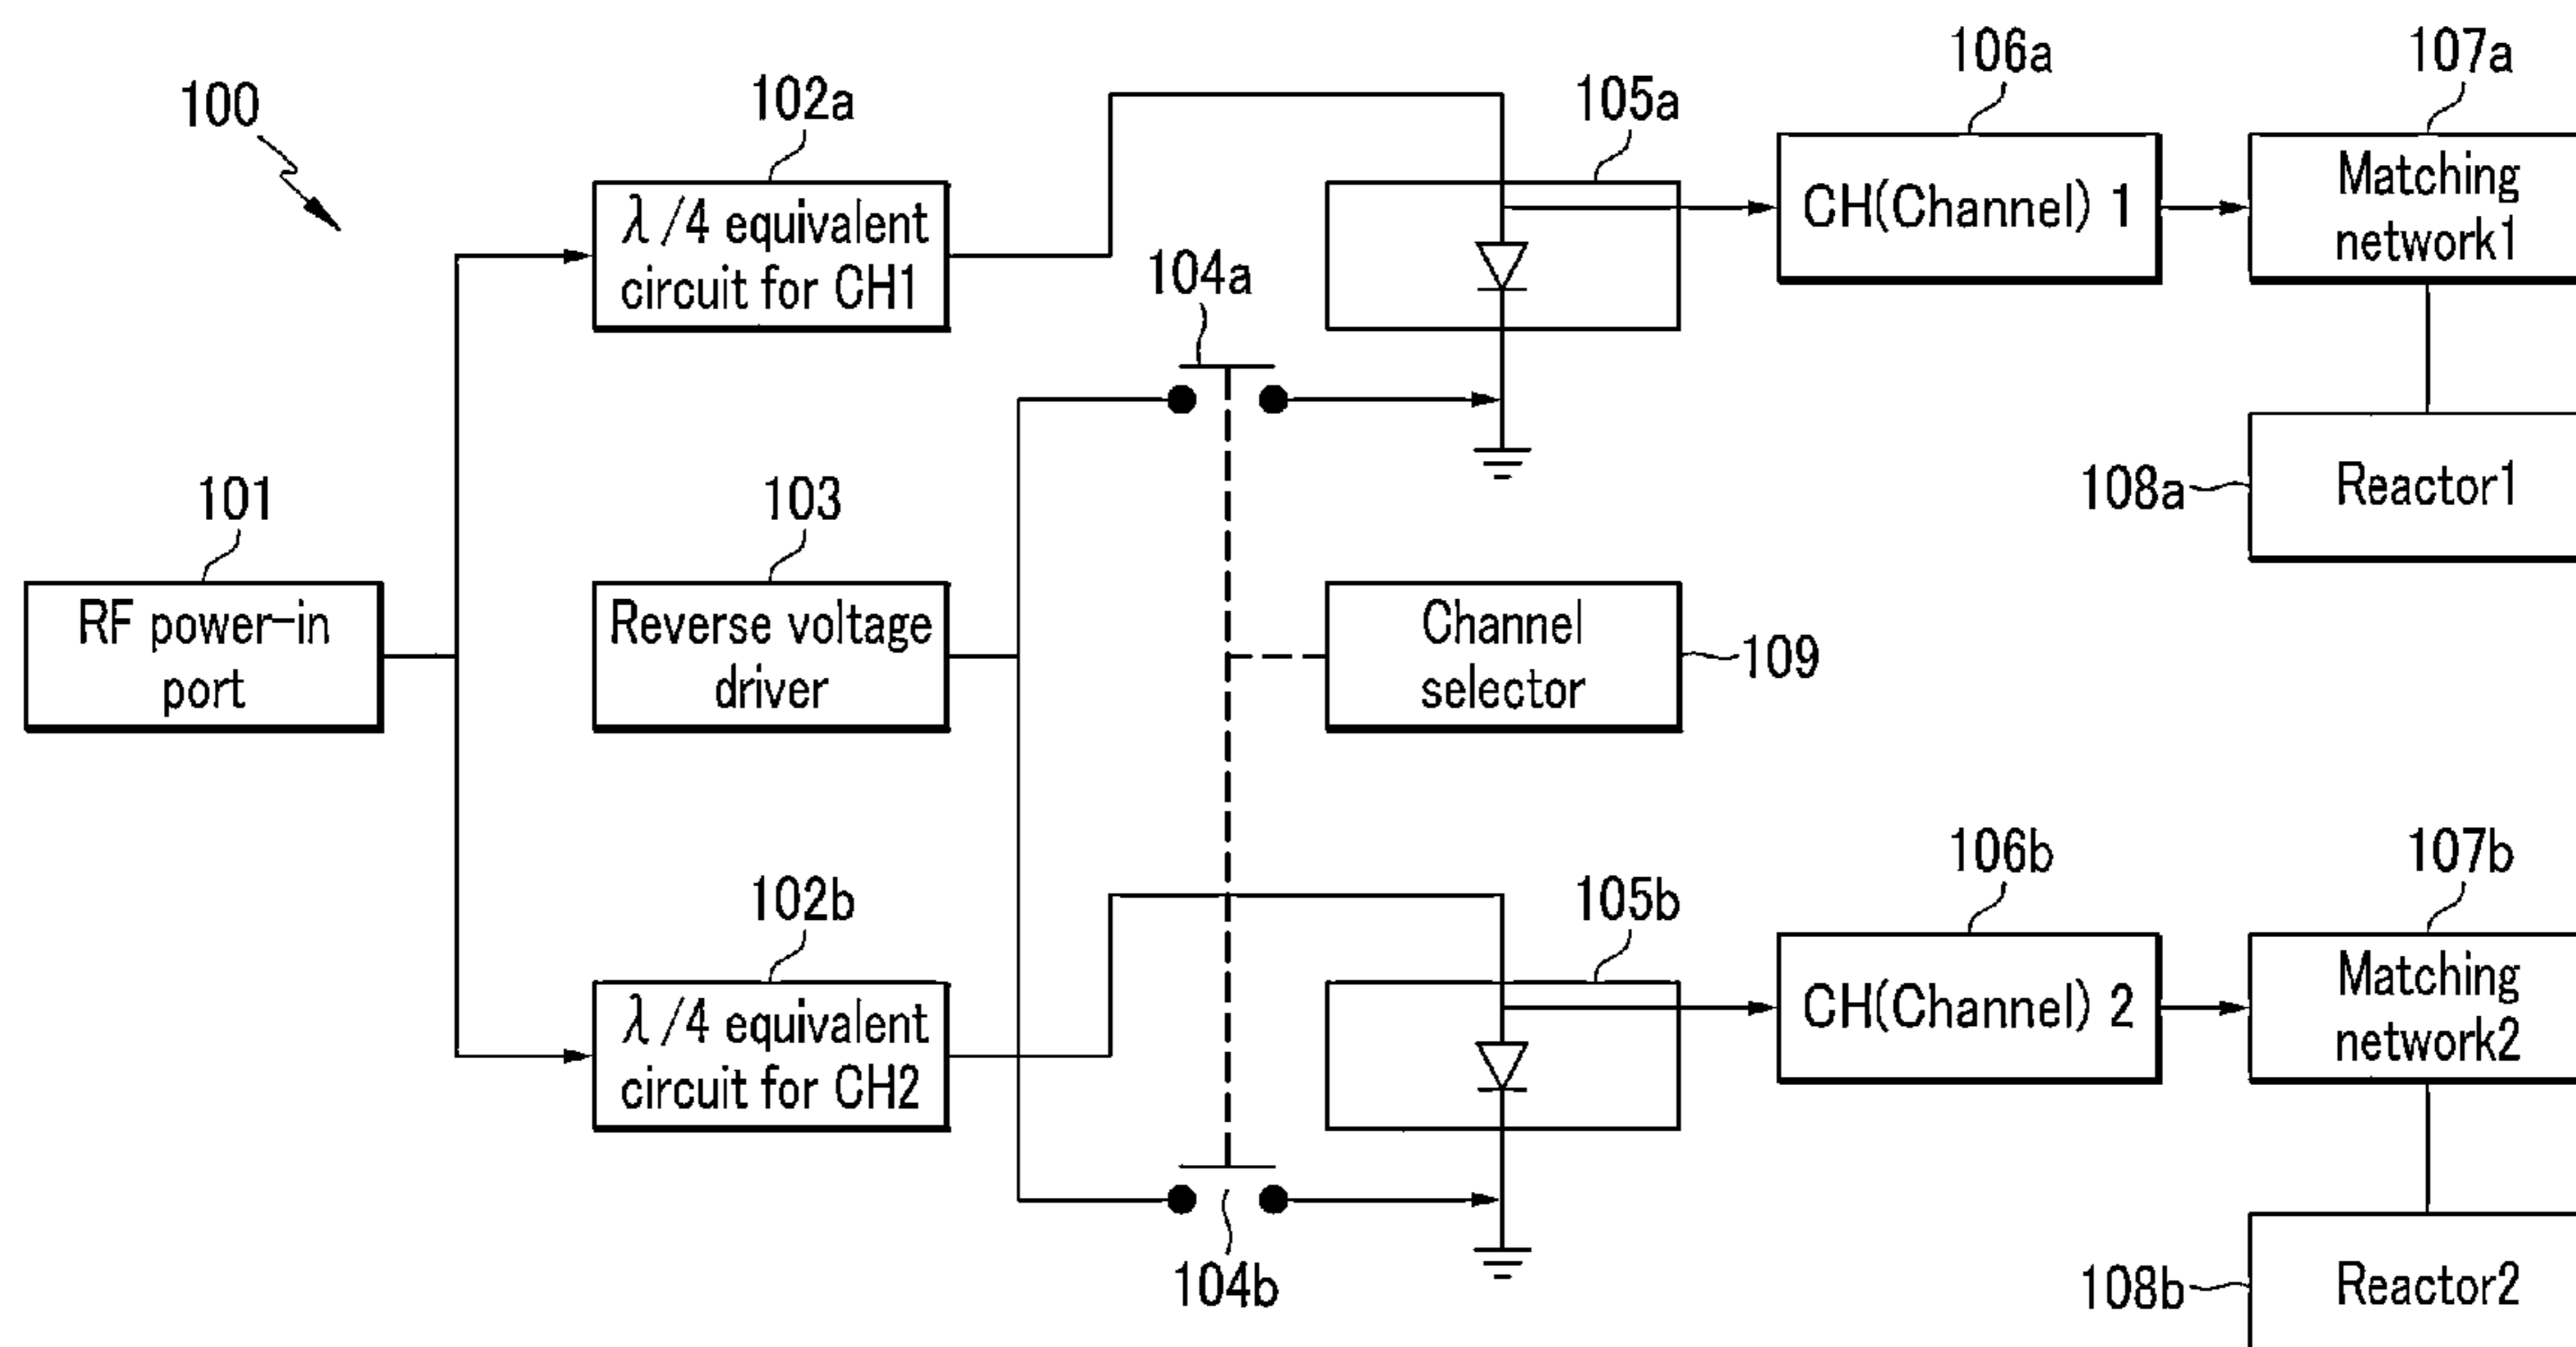 100
102a
105a
106a
107a
λ/4 equivalent
circuit for CH1
CH(Channel) 1
Matching
network1
104a
108a
Reactor1
101
103
RF power-in
port
Reverse voltage
driver
Channel
selector
109
102b
105b
106b
107b
λ/4 equivalent
circuit for CH2
CH(Channel) 2
Matching
network2
104b
108b
Reactor2